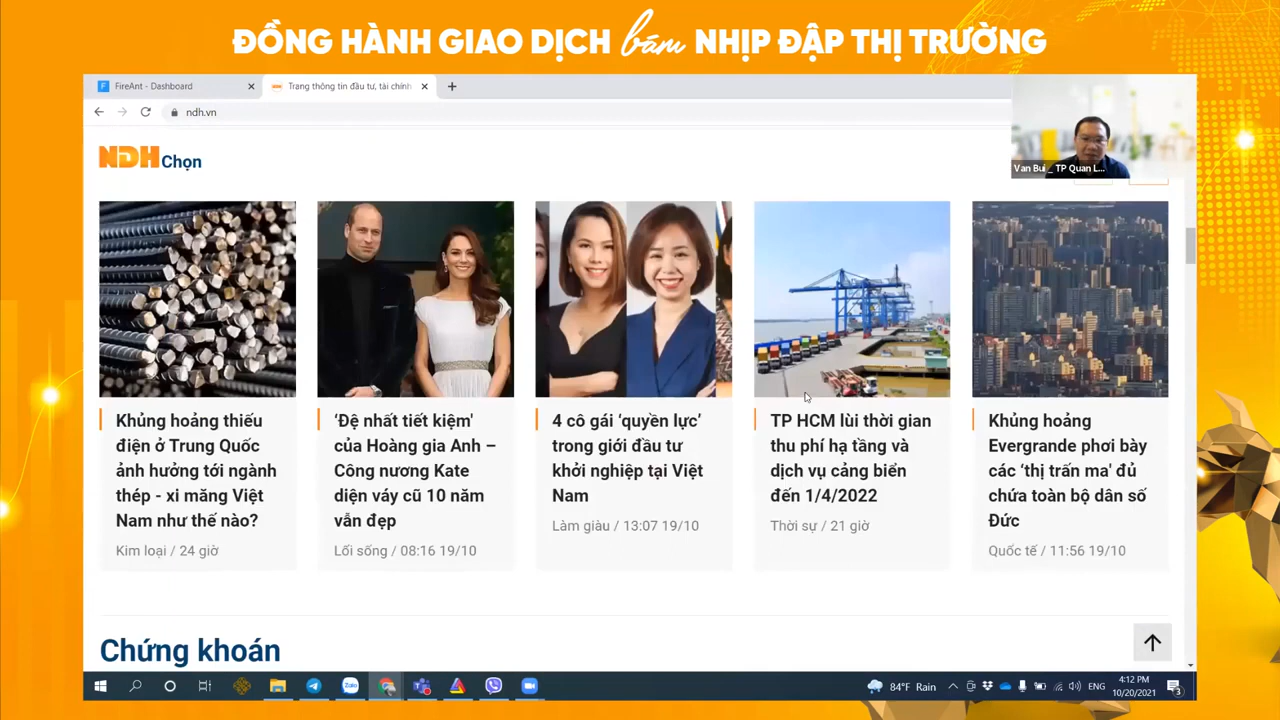 ĐỒNG HÀNH GIAO DỊCH bám NHỊP ĐẬP THỊ TRƯỜNG
FireAnt - Dashboard
Trang thông tin đầu tư, tài chính
ndh.vn
Van Bui _ TP Quan L...
NDH Chọn
Khủng hoảng thiếu
điện ở Trung Quốc
ảnh hưởng tới ngành
thép - xi măng Việt
Nam như thế nào?
Kim loại / 24 giờ
‘Đệ nhất tiết kiệm'
của Hoàng gia Anh –
Công nương Kate
diện váy cũ 10 năm
vẫn đẹp
Lối sống / 08:16 19/10
4 cô gái ‘quyền lực’
trong giới đầu tư
khởi nghiệp tại Việt
Nam
Làm giàu / 13:07 19/10
TP HCM lùi thời gian
thu phí hạ tầng và
dịch vụ cảng biển
đến 1/4/2022
Thời sự / 21 giờ
Khủng hoảng
Evergrande phơi bày
các ‘thị trấn ma' đủ
chứa toàn bộ dân số
Đức
Quốc tế / 11:56 19/10
Chứng khoán
Zalo
84°F Rain
ENG
4:12 PM
10/20/2021
3